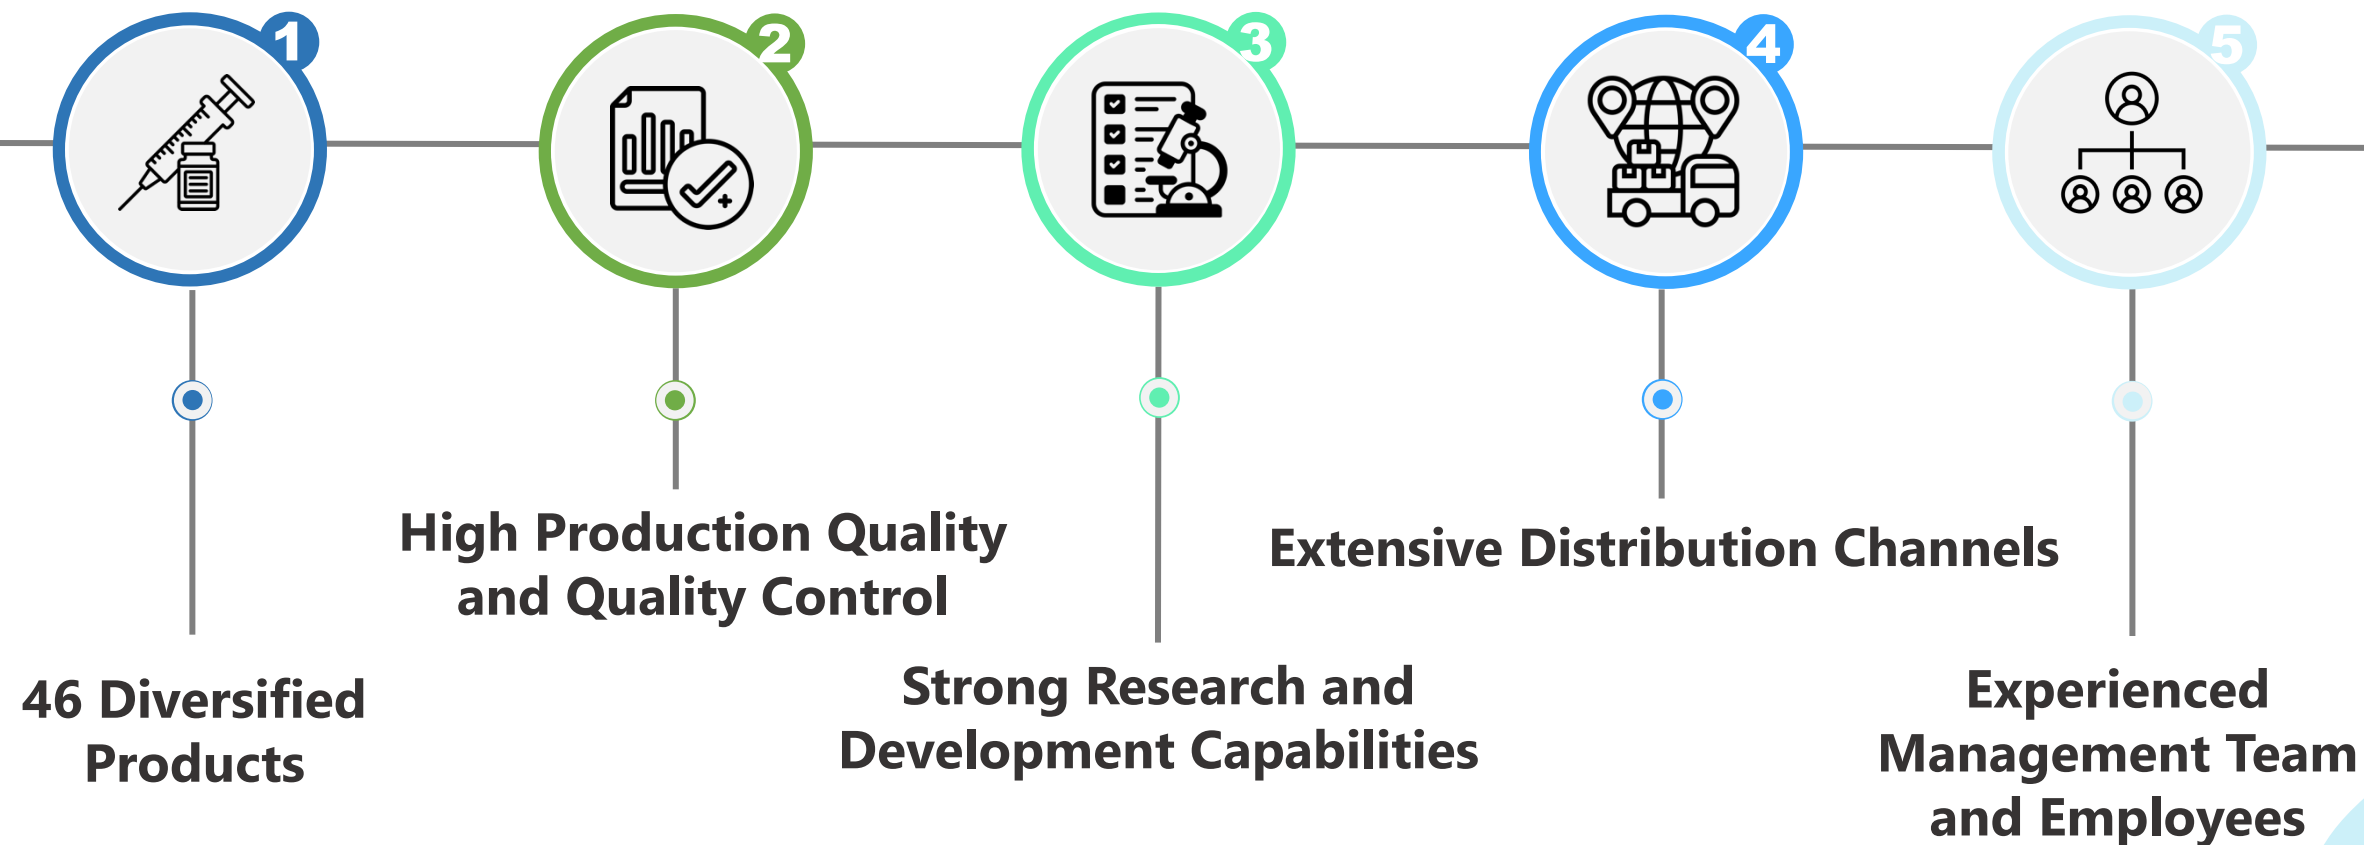 1
46 Diversified
Products
2
High Production Quality
and Quality Control
3
Strong Research and
Development Capabilities
4
Extensive Distribution Channels
5
Experienced
Management Team
and Employees